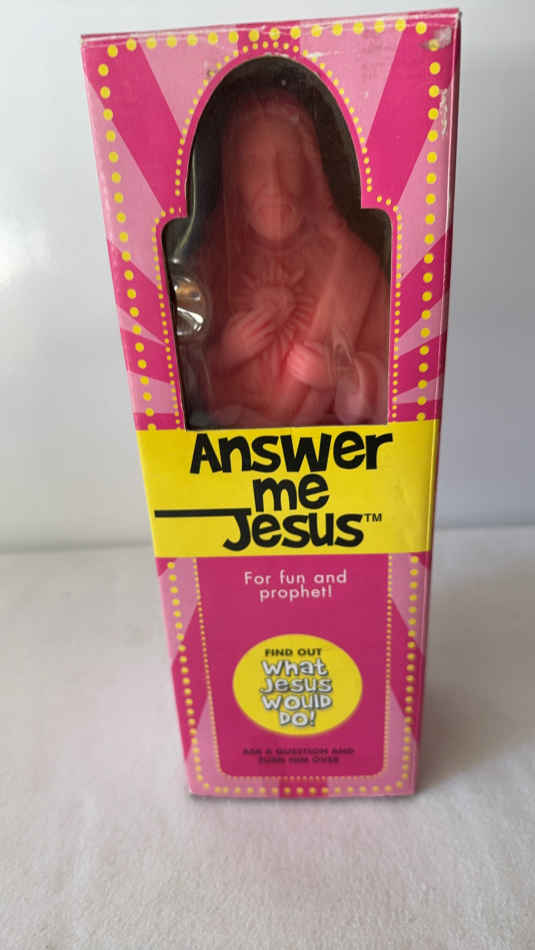 Answer
me
Jesus™
For fun and
prophet!
FIND OUT
What
Jesus
Would
Do!
ASK A QUESTION AND
TURN HIM OVER